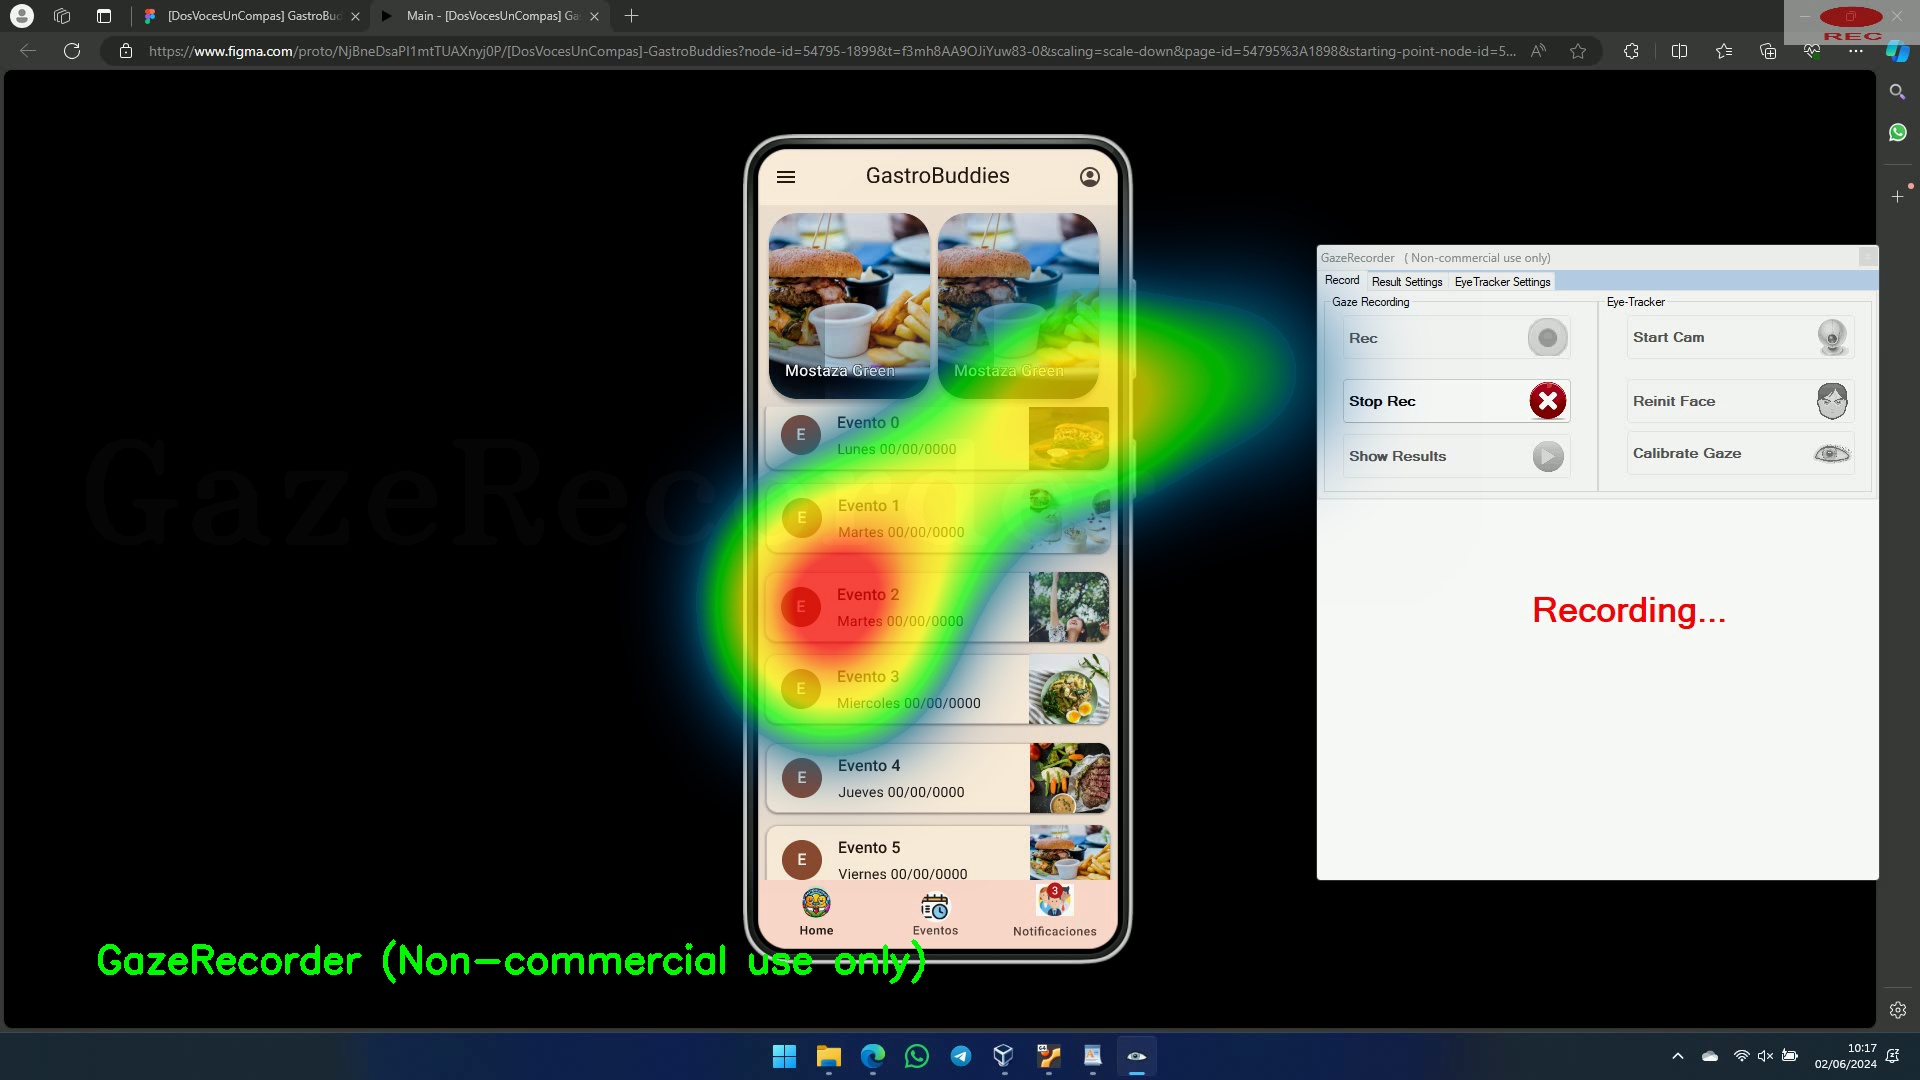 [DosVocesUnCompas] GastroBud
Main - [DosVocesUnCompas] Ga
REC
https://www.figma.com/proto/NjBneDsaPI1mtTUAXnyj0P/[DosVocesUnCompas]-GastroBuddies?node-id=54795-1899&t=f3mh8AA9OJiYuw83-0&scaling=scale-down&page-id=54795%3A1898&starting-point-node-id=5...
GastroBuddies
Mostaza Green
Mostaza Green
E
Evento 0
Lunes 00/00/0000
E
Evento 1
Martes 00/00/0000
E
Evento 2
Martes 00/00/0000
E
Evento 3
Miercoles 00/00/0000
E
Evento 4
Jueves 00/00/0000
E
Evento 5
Viernes 00/00/0000
3
Home
Eventos
Notificaciones
GazeRecorder ( Non-commercial use only)
Record
Result Settings
EyeTracker Settings
Gaze Recording
Rec
Stop Rec
Show Results
Eye-Tracker
Start Cam
Reinit Face
Calibrate Gaze
Recording...
GazeRecorder
GazeRecorder (Non-commercial use only)
10:17
02/06/2024